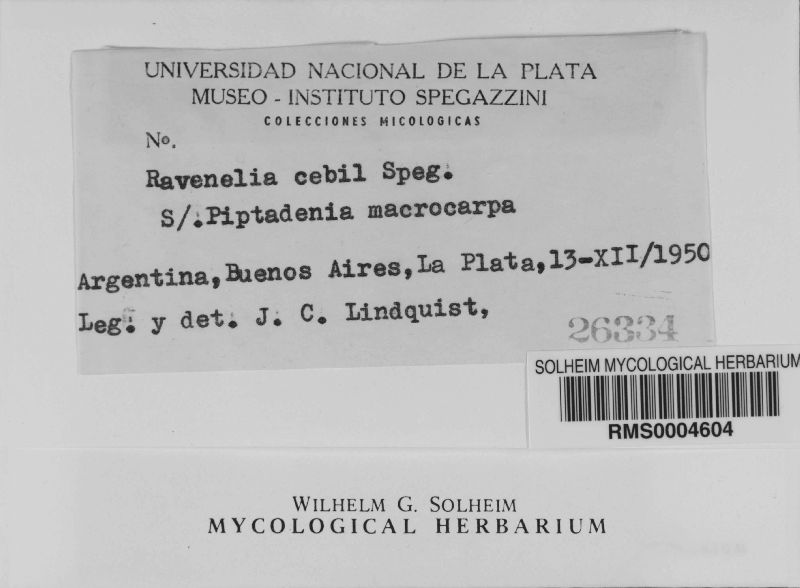 UNIVERSIDAD NACIONAL DE LA PLATA
MUSEO - INSTITUTO SPEGAZZINI
COLECCIONES MICOLOGICAS
No.
Ravenelia cebil Speg.
S/.Piptadenia macrocarpa
Argentina,Buenos Aires,La Plata,13-XII/1950
Leg: y det. J. C. Lindquist,
26334
SOLHEIM MYCOLOGICAL HERBARIUM
RMS0004604
WILHELM G. SOLHEIM
MYCOLOGICAL HERBARIUM